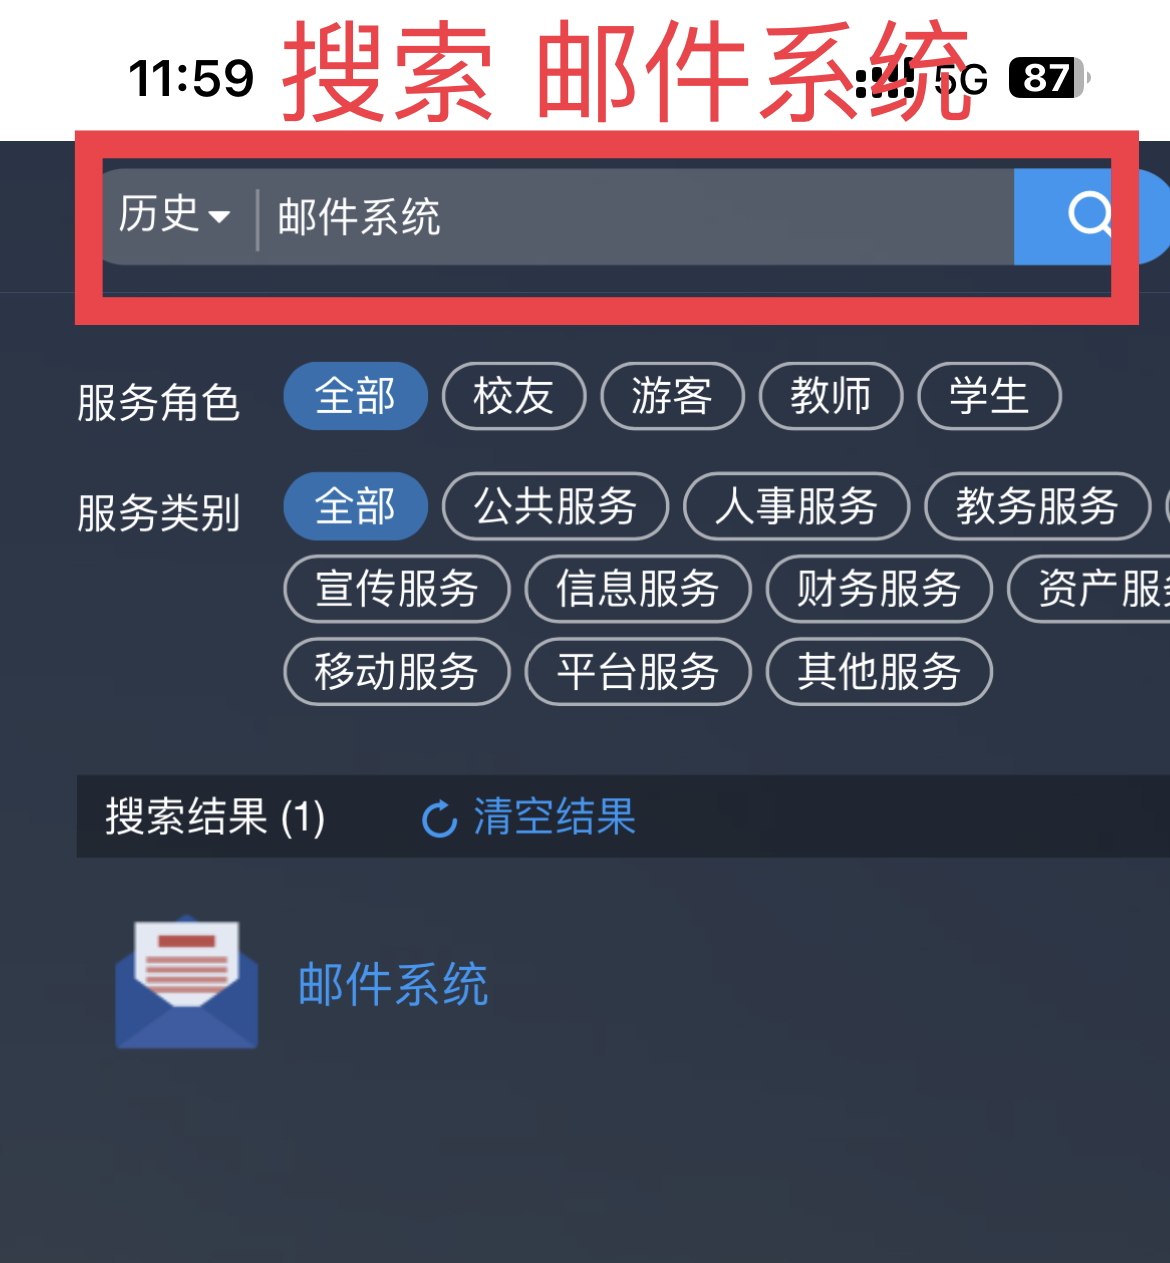 搜索 邮件系统
11:59 5G 87
历史 邮件系统
服务角色 全部 校友 游客 教师 学生
服务类别 全部 公共服务 人事服务 教务服务
宣传服务 信息服务 财务服务 资产服务
移动服务 平台服务 其他服务
搜索结果 (1) 清空结果
邮件系统